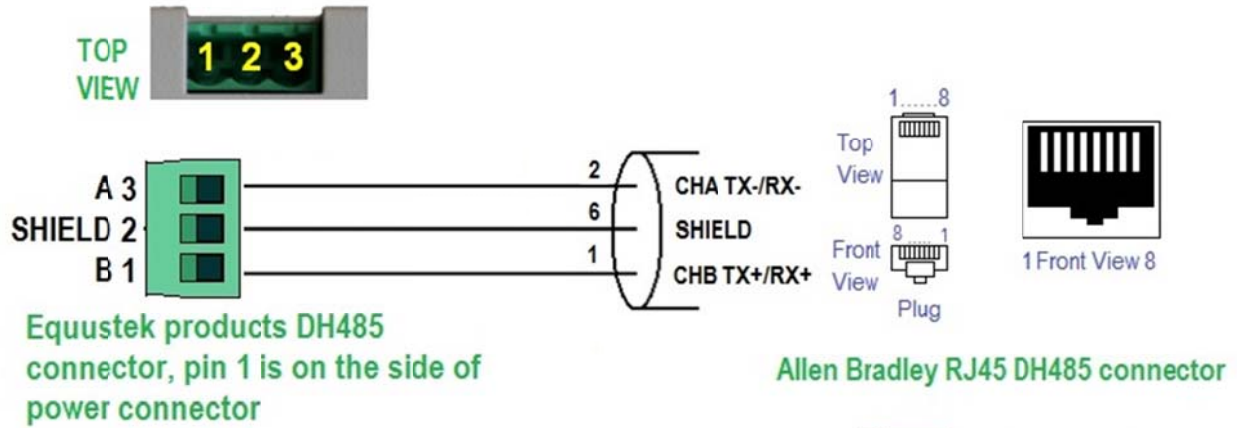 TOP
VIEW
1 2 3
A 3
SHIELD 2
B 1
2
6
1
CHA TX-/RX-
SHIELD
CHB TX+/RX+
1......8
Top
View
8 ..... 1
Front
View
Plug
1 Front View 8
Equustek products DH485
connector, pin 1 is on the side of
power connector
Allen Bradley RJ45 DH485 connector